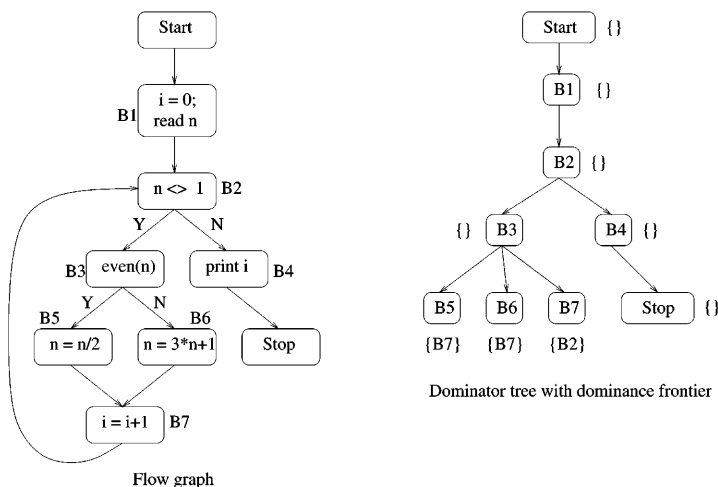 Start
i = 0;
read n
B1
n <> 1
B2
Y
N
even(n)
B3
print i
B4
Y
N
B5
B6
n = n/2
n = 3*n+1
Stop
i = i+1
B7
Flow graph
Start
{}
B1
{}
B2
{}
{}
B3
B4
{}
B5
B6
B7
Stop
{}
{B7}
{B7}
{B2}
Dominator tree with dominance frontier